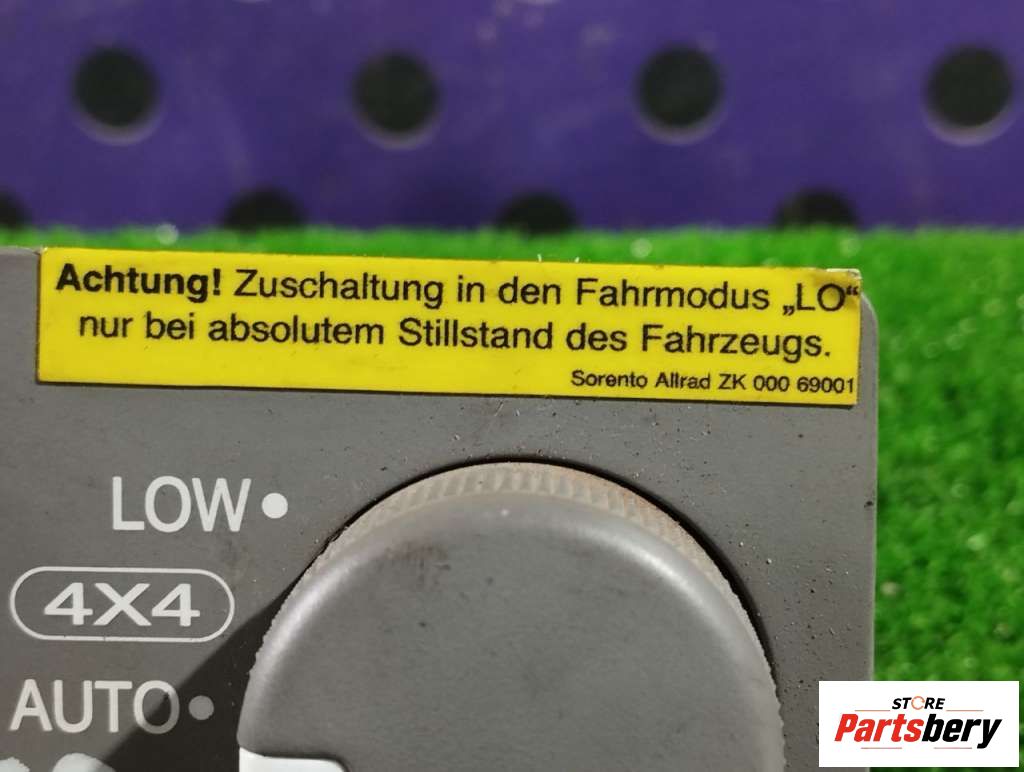 Achtung! Zuschaltung in den Fahrmodus „LO“
nur bei absolutem Stillstand des Fahrzeugs.
Sorento Allrad ZK 000 69001
LOW
4X4
AUTO
STORE
Partsbery